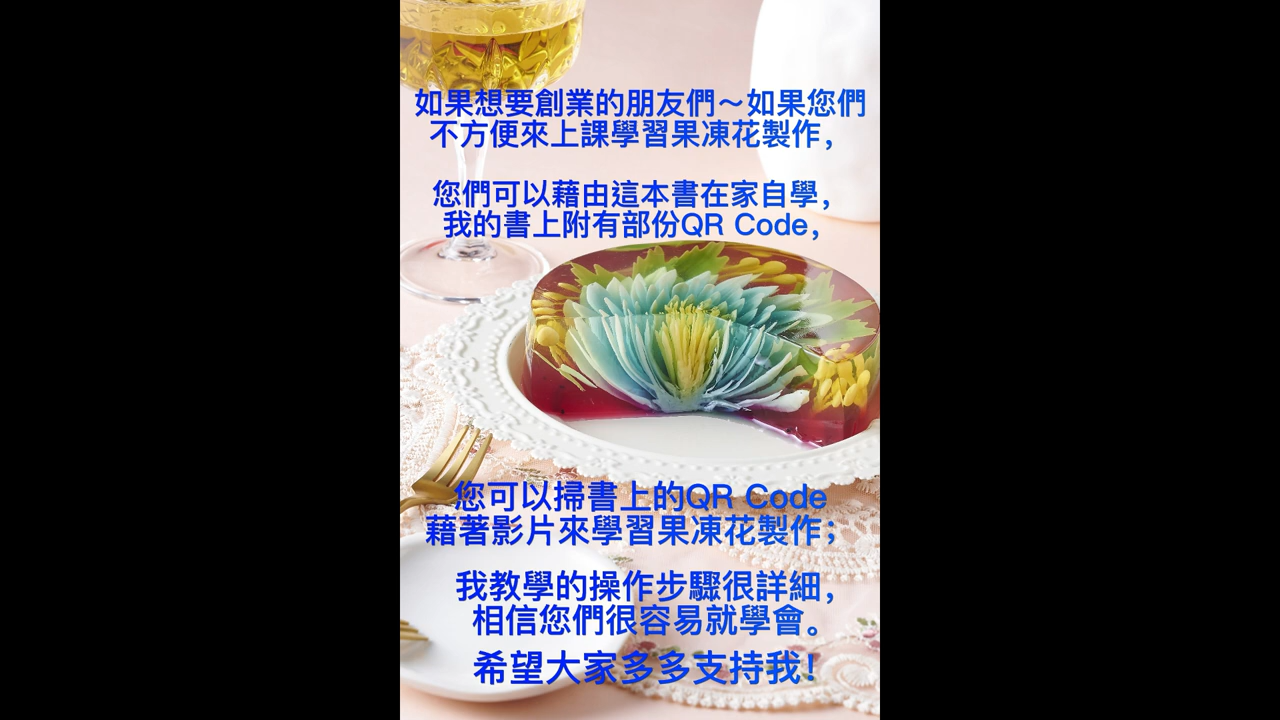 如果想要創業的朋友們～如果您們
不方便來上課學習果凍花製作，
您們可以藉由這本書在家自學，
我的書上附有部份QR Code，
您可以掃書上的QR Code
藉著影片來學習果凍花製作；
我教學的操作步驟很詳細，
相信您們很容易就學會。
希望大家多多支持我！